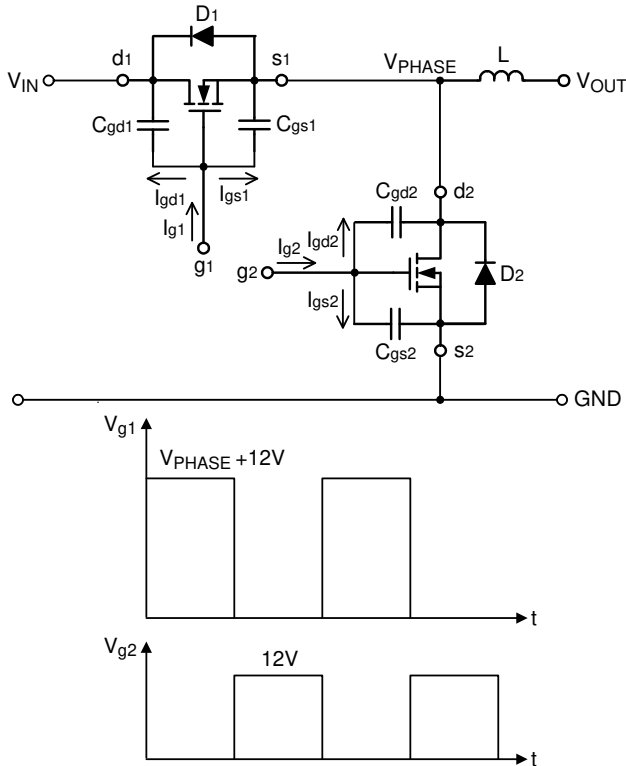 D1
d1
s1
L
VIN
VPHASE
VOUT
Cgd1
Cgs1
Igd1
Igs1
Ig1
g1
Cgd2
d2
Ig2
Igd2
g2
D2
Igs2
Cgs2
s2
GND
Vg1
VPHASE +12V
t
Vg2
12V
t